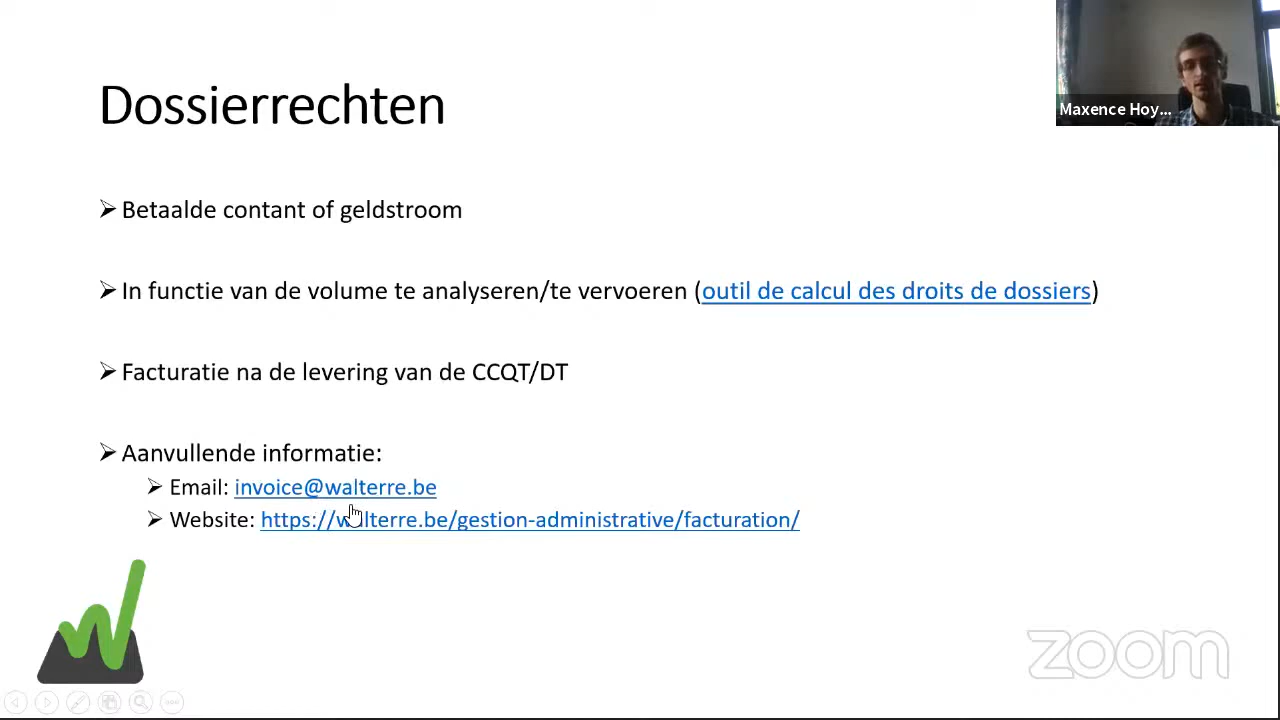 Dossierrechten
Maxence Hoy...
Betaalde contant of geldstroom
In functie van de volume te analyseren/te vervoeren (outil de calcul des droits de dossiers)
Facturatie na de levering van de CCQT/DT
Aanvullende informatie:
Email: invoice@walterre.be
Website: https://walterre.be/gestion-administrative/facturation/
zoom